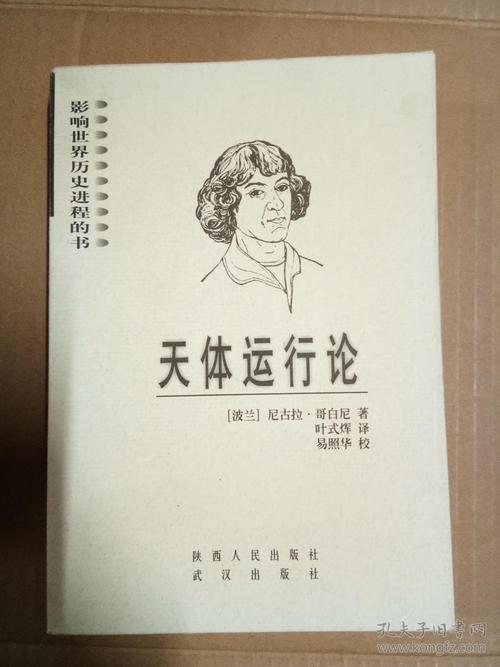 影响世界历史进程的书
天体运行论
[波兰] 尼古拉·哥白尼 著
叶式辉 译
易照华 校
陕西人民出版社
武汉出版社
孔夫子旧书网
www.kongfz.com